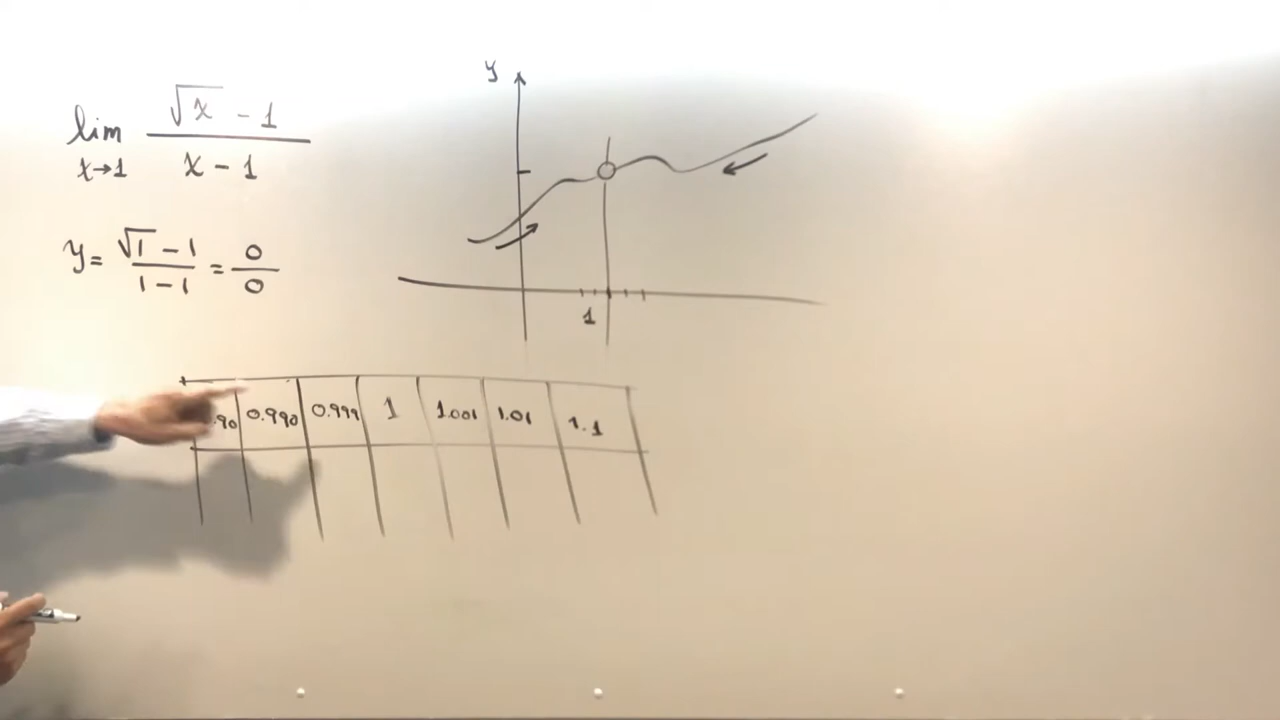 lim x→1 (√x - 1)/(x - 1)
y = (√1 - 1)/(1 - 1) = 0/0
y
1
.90 0.990 0.999 1 1.001 1.01 1.1